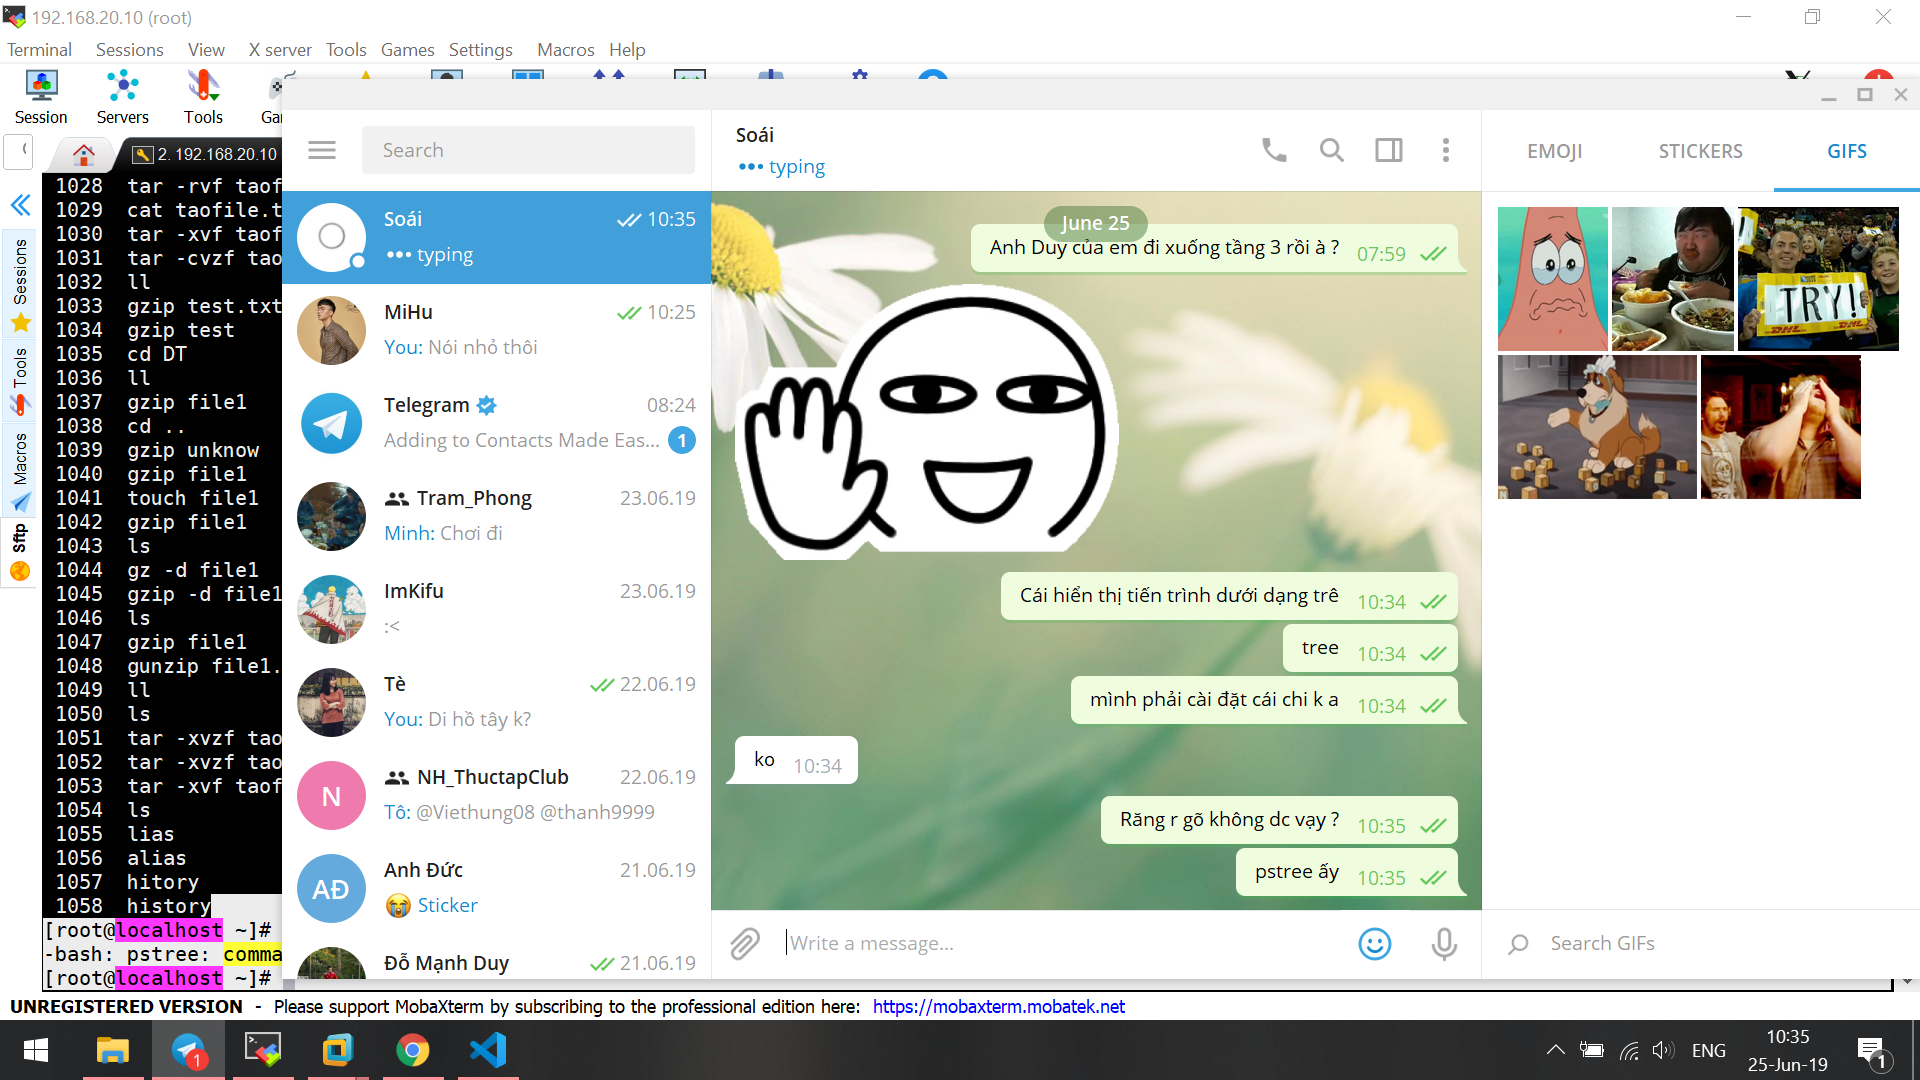 192.168.20.10 (root)
Terminal Sessions View X server Tools Games Settings Macros Help
Session Servers Tools
2. 192.168.20.10
Sessions
Tools
Macros
Sftp
1028 tar -rvf taof
1029 cat taofile.t
1030 tar -xvf taof
1031 tar -cvzf tao
1032 ll
1033 gzip test.txt
1034 gzip test
1035 cd DT
1036 ll
1037 gzip file1
1038 cd ..
1039 gzip unknow
1040 gzip file1
1041 touch file1
1042 gzip file1
1043 ls
1044 gz -d file1
1045 gzip -d file1
1046 ls
1047 gzip file1
1048 gunzip file1.
1049 ll
1050 ls
1051 tar -xvzf tao
1052 tar -xvzf tao
1053 tar -xvf taof
1054 ls
1055 lias
1056 alias
1057 hitory
1058 history
[root@localhost ~]#
-bash: pstree: comma
[root@localhost ~]#
Search
Soái 10:35
••• typing
MiHu 10:25
You: Nói nhỏ thôi
Telegram 08:24
Adding to Contacts Made Eas... 1
Tram_Phong 23.06.19
Minh: Chơi đi
ImKifu 23.06.19
:<
Tè 22.06.19
You: Di hồ tây k?
N
NH_ThuctapClub 22.06.19
Tô: @Viethung08 @thanh9999
AĐ
Anh Đức 21.06.19
😭 Sticker
Đỗ Mạnh Duy 21.06.19
Soái
••• typing
June 25
Anh Duy của em đi xuống tầng 3 rồi à ? 07:59
Cái hiển thị tiến trình dưới dạng trê 10:34
tree 10:34
mình phải cài đặt cái chi k a 10:34
ko 10:34
Răng r gõ không dc vạy ? 10:35
pstree ấy 10:35
Write a message...
EMOJI STICKERS GIFS
TRY!
DHL DHL
Search GIFs
UNREGISTERED VERSION - Please support MobaXterm by subscribing to the professional edition here: https://mobaxterm.mobatek.net
1
ENG
10:35
25-Jun-19
1